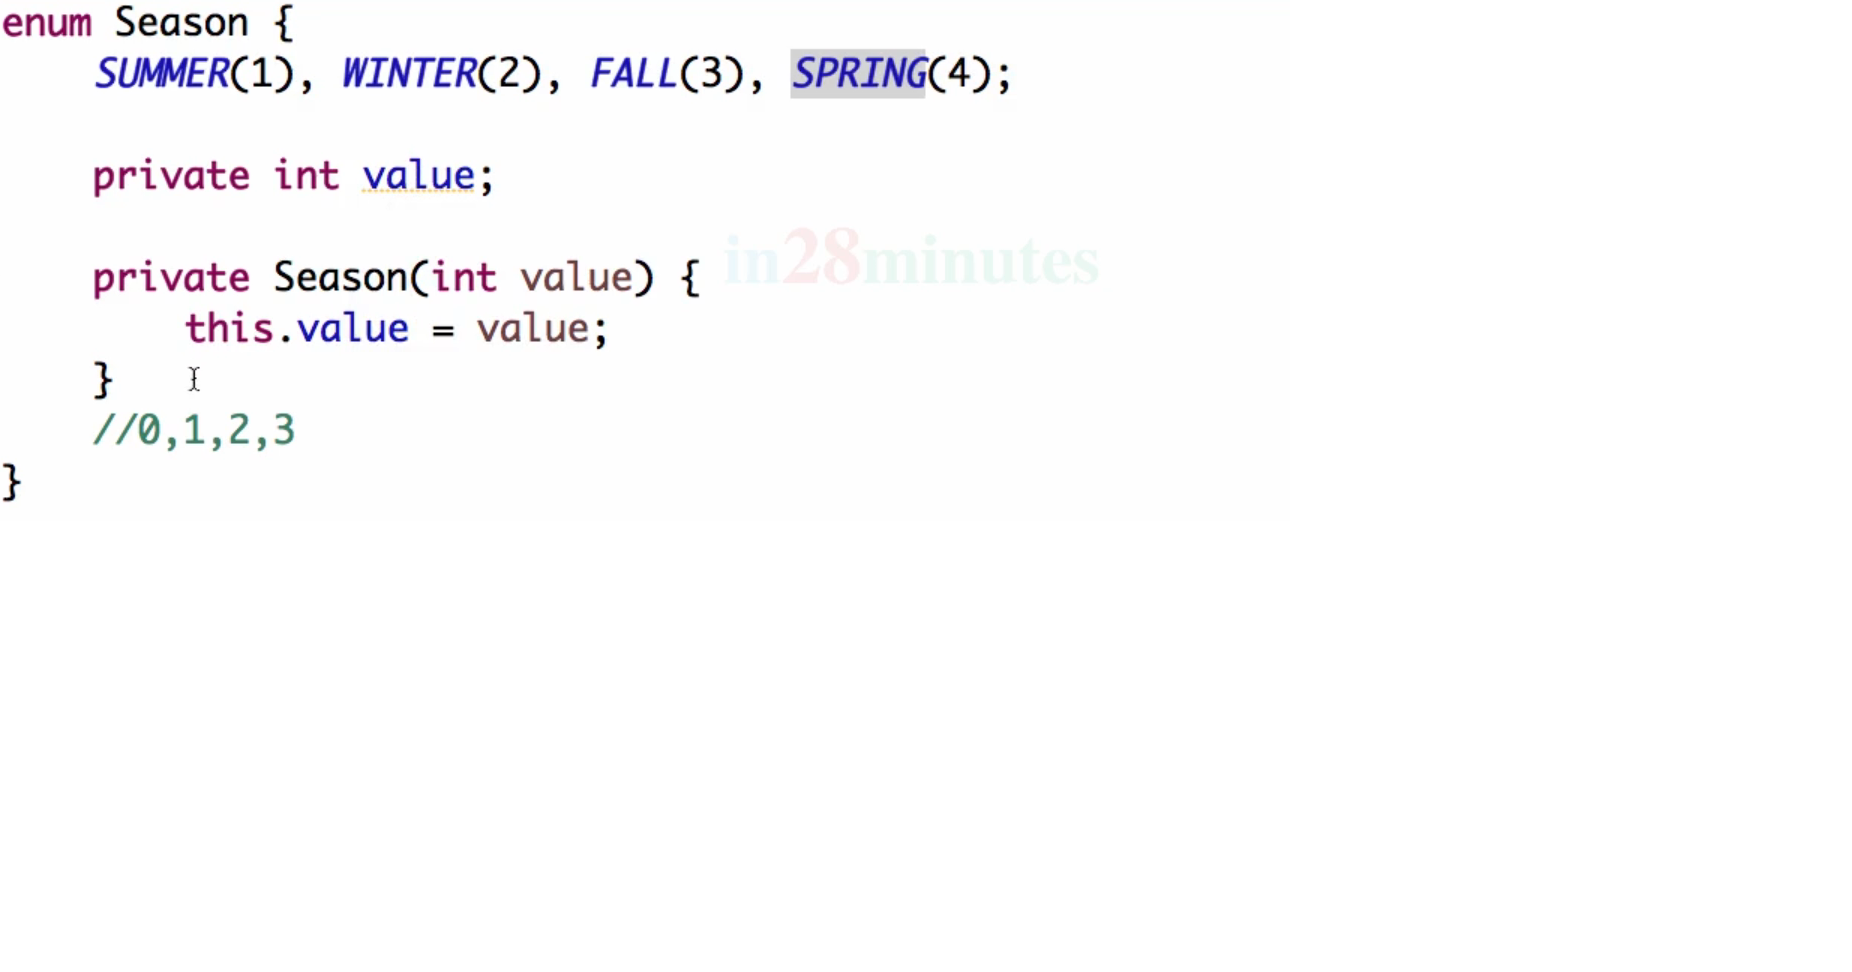 enum Season {
SUMMER(1), WINTER(2), FALL(3), SPRING(4);
private int value;
private Season(int value) {
in28minutes
this.value = value;
}
//0,1,2,3
}